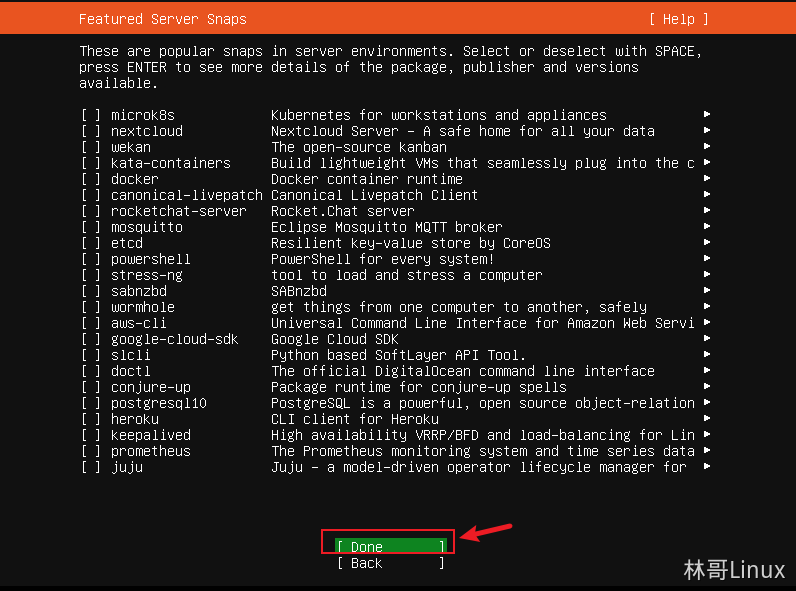 Featured Server Snaps [ Help ]
These are popular snaps in server environments. Select or deselect with SPACE,
press ENTER to see more details of the package, publisher and versions
available.
[ ] microk8s Kubernetes for workstations and appliances ▸
[ ] nextcloud Nextcloud Server - A safe home for all your data ▸
[ ] wekan The open-source kanban ▸
[ ] kata-containers Build lightweight VMs that seamlessly plug into the c ▸
[ ] docker Docker container runtime ▸
[ ] canonical-livepatch Canonical Livepatch Client ▸
[ ] rocketchat-server Rocket.Chat server ▸
[ ] mosquitto Eclipse Mosquitto MQTT broker ▸
[ ] etcd Resilient key-value store by CoreOS ▸
[ ] powershell PowerShell for every system! ▸
[ ] stress-ng tool to load and stress a computer ▸
[ ] sabnzbd SABnzbd ▸
[ ] wormhole get things from one computer to another, safely ▸
[ ] aws-cli Universal Command Line Interface for Amazon Web Servi ▸
[ ] google-cloud-sdk Google Cloud SDK ▸
[ ] slcli Python based SoftLayer API Tool. ▸
[ ] doctl The official DigitalOcean command line interface ▸
[ ] conjure-up Package runtime for conjure-up spells ▸
[ ] postgresql10 PostgreSQL is a powerful, open source object-relation ▸
[ ] heroku CLI client for Heroku ▸
[ ] keepalived High availability VRRP/BFD and load-balancing for Lin ▸
[ ] prometheus The Prometheus monitoring system and time series data ▸
[ ] juju Juju - a model-driven operator lifecycle manager for ▸
[ Done ]
[ Back ]
林哥Linux